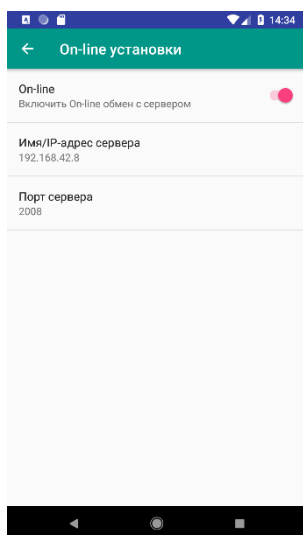 14:34
On-line установки
On-line
Включить On-line обмен с сервером
Имя/IP-адрес сервера
192.168.42.8
Порт сервера
2008